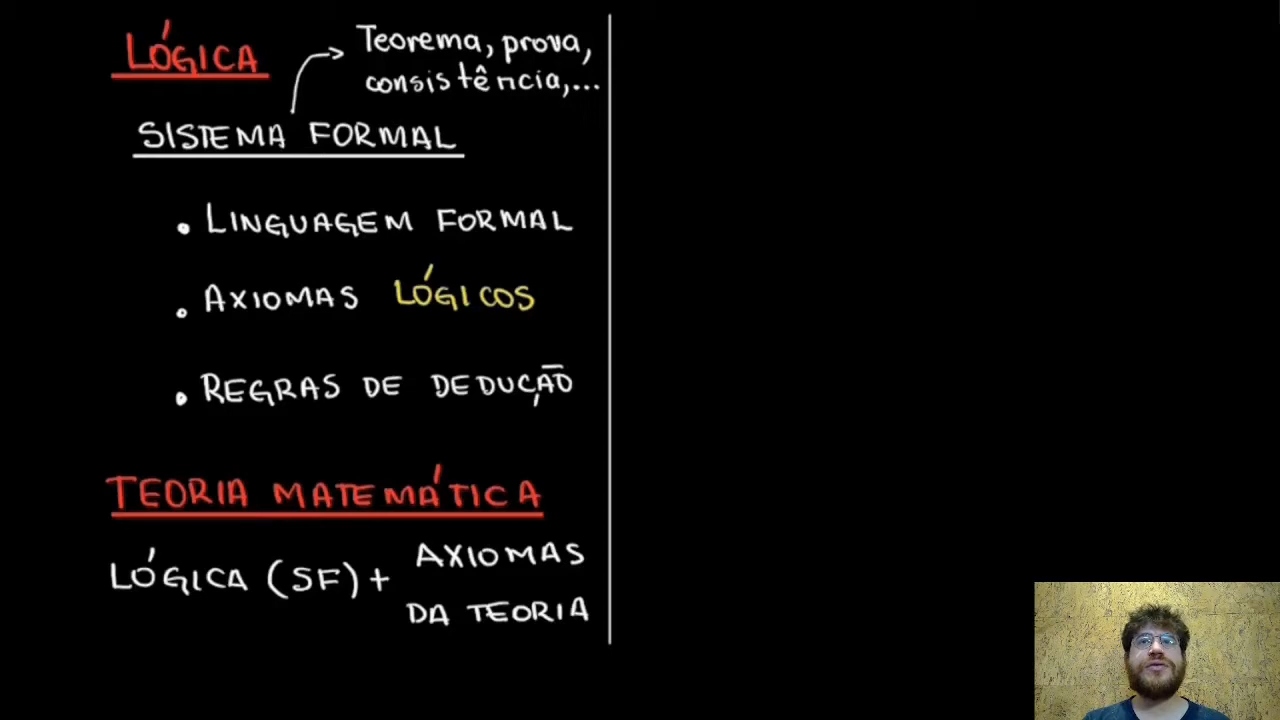 LÓGICA
Teorema, prova,
consistência,...
SISTEMA FORMAL
• LINGUAGEM FORMAL
• AXIOMAS LÓGICOS
• REGRAS DE DEDUÇÃO
TEORIA MATEMÁTICA
LÓGICA (SF) + AXIOMAS
DA TEORIA